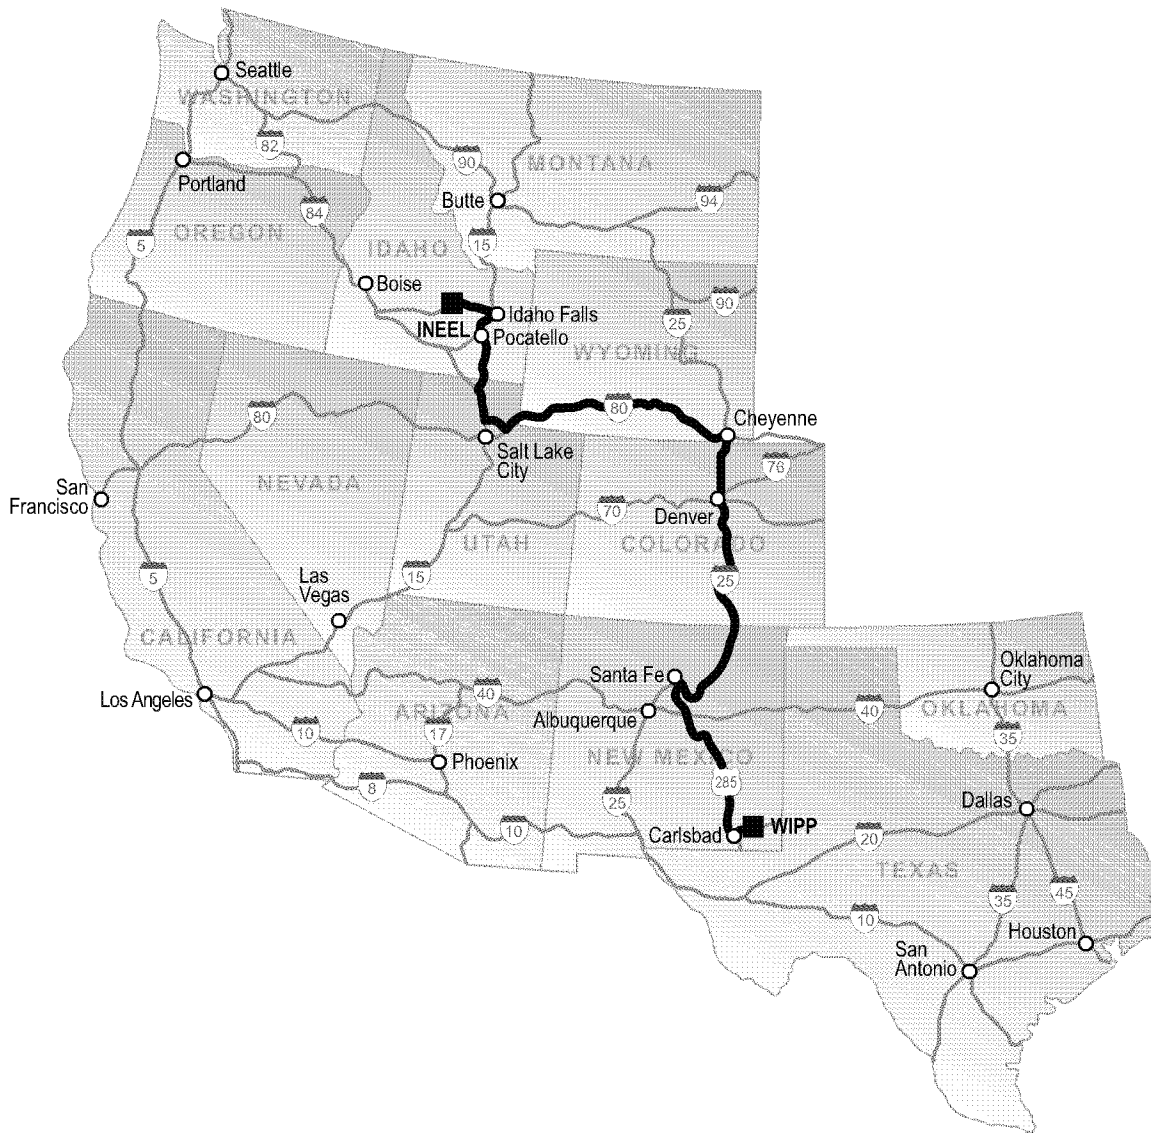 Seattle
WASHINGTON
82
90
MONTANA
Portland
Butte
94
84
5
OREGON
IDAHO
15
Boise
90
INEEL
Idaho Falls
25
Pocatello
WYOMING
80
80
Cheyenne
Salt Lake
City
76
San
Francisco
NEVADA
70
Denver
UTAH
COLORADO
5
15
25
Las
Vegas
CALIFORNIA
Santa Fe
Oklahoma
City
Los Angeles
40
40
ARIZONA
Albuquerque
OKLAHOMA
10
17
35
Phoenix
NEW MEXICO
8
285
25
Dallas
10
Carlsbad
WIPP
20
TEXAS
35
45
10
Houston
San
Antonio